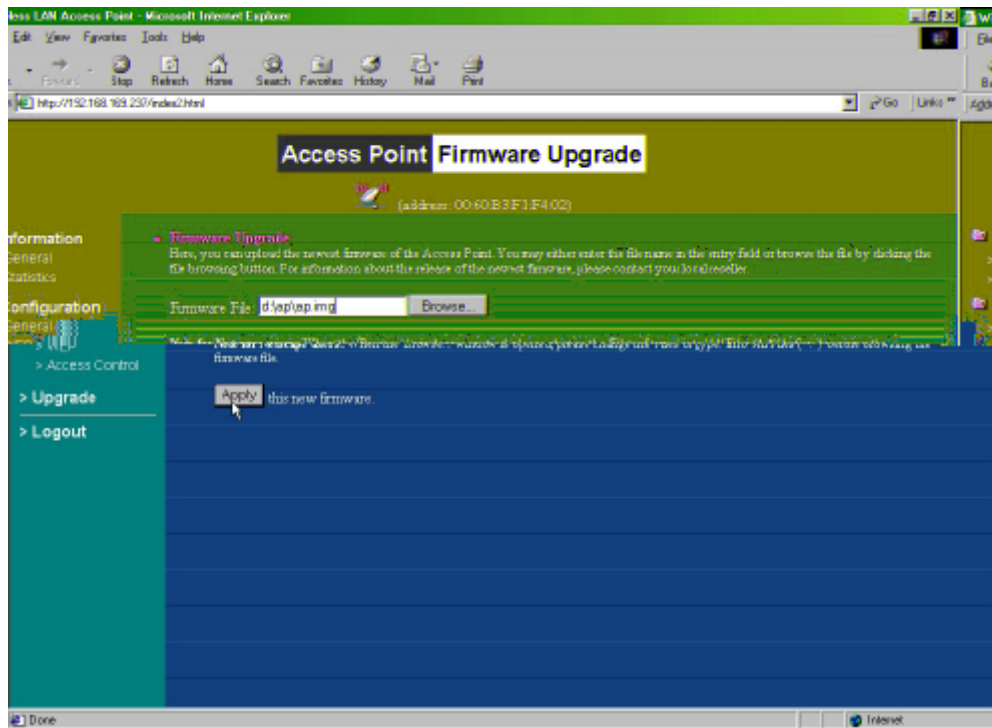 less LAN Access Point - Microsoft Internet Explorer
Edit View Favorites Tools Help
Forward Stop Refresh Home Search Favorites History Mail Print
http://192.168.169.237/index2.html Go Links
Access Point Firmware Upgrade
(address: 00:60:B3:F1:F4:02)
nformation
General
Statistics
onfiguration
General
> Access Control
> Upgrade
> Logout
Firmware Upgrade
Here, you can upload the newest firmware of the Access Point. You may either enter the file name in the entry field or browse the file by clicking the
file browsing button. For information about the release of the newest firmware, please contact your local reseller.
Firmware File: d:\ap\ap.img Browse...
firmware file.
Apply this new firmware.
Done Internet